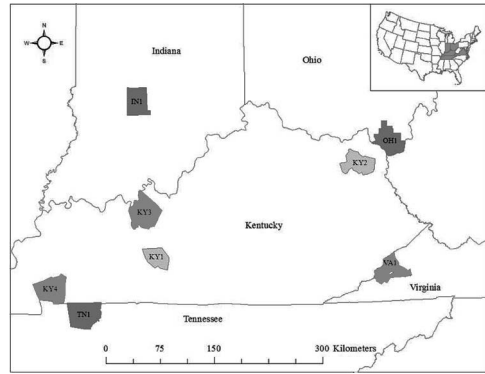 N
W E
S
Indiana
Ohio
IN1
OH1
KY2
KY3
Kentucky
KY1
VA1
KY4
Virginia
TN1
Tennessee
0 75 150 300 Kilometers